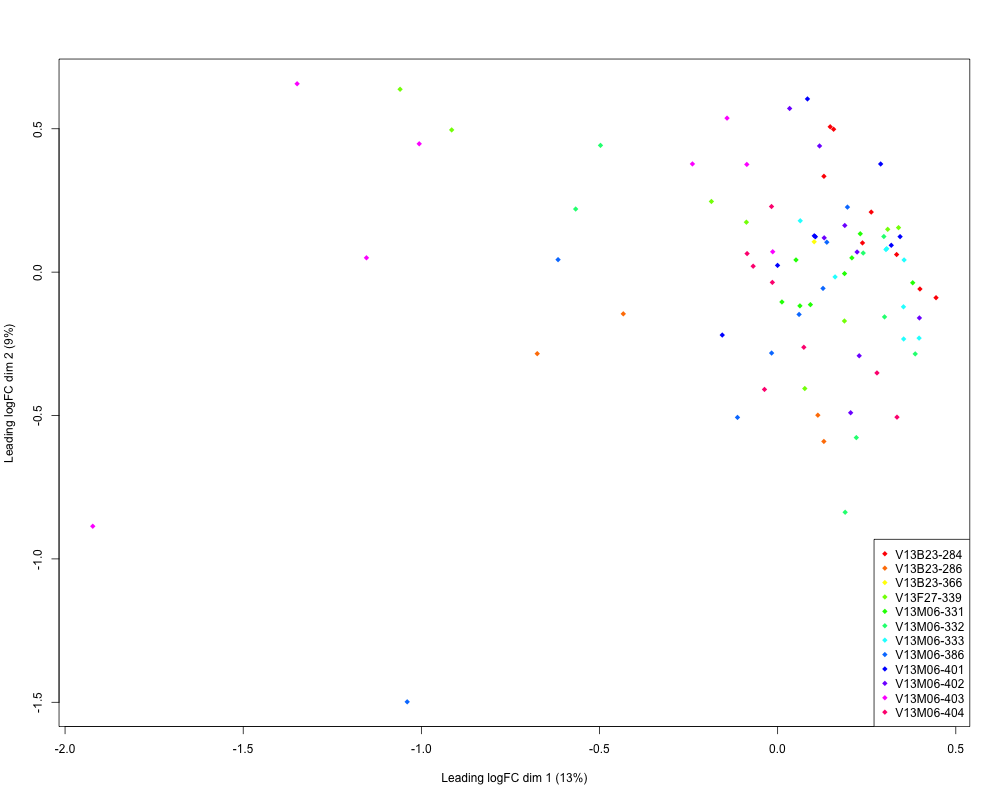 0.5
0.0
-0.5
-1.0
-1.5
Leading logFC dim 2 (9%)
V13B23-284
V13B23-286
V13B23-366
V13F27-339
V13M06-331
V13M06-332
V13M06-333
V13M06-386
V13M06-401
V13M06-402
V13M06-403
V13M06-404
-2.0 -1.5 -1.0 -0.5 0.0 0.5
Leading logFC dim 1 (13%)